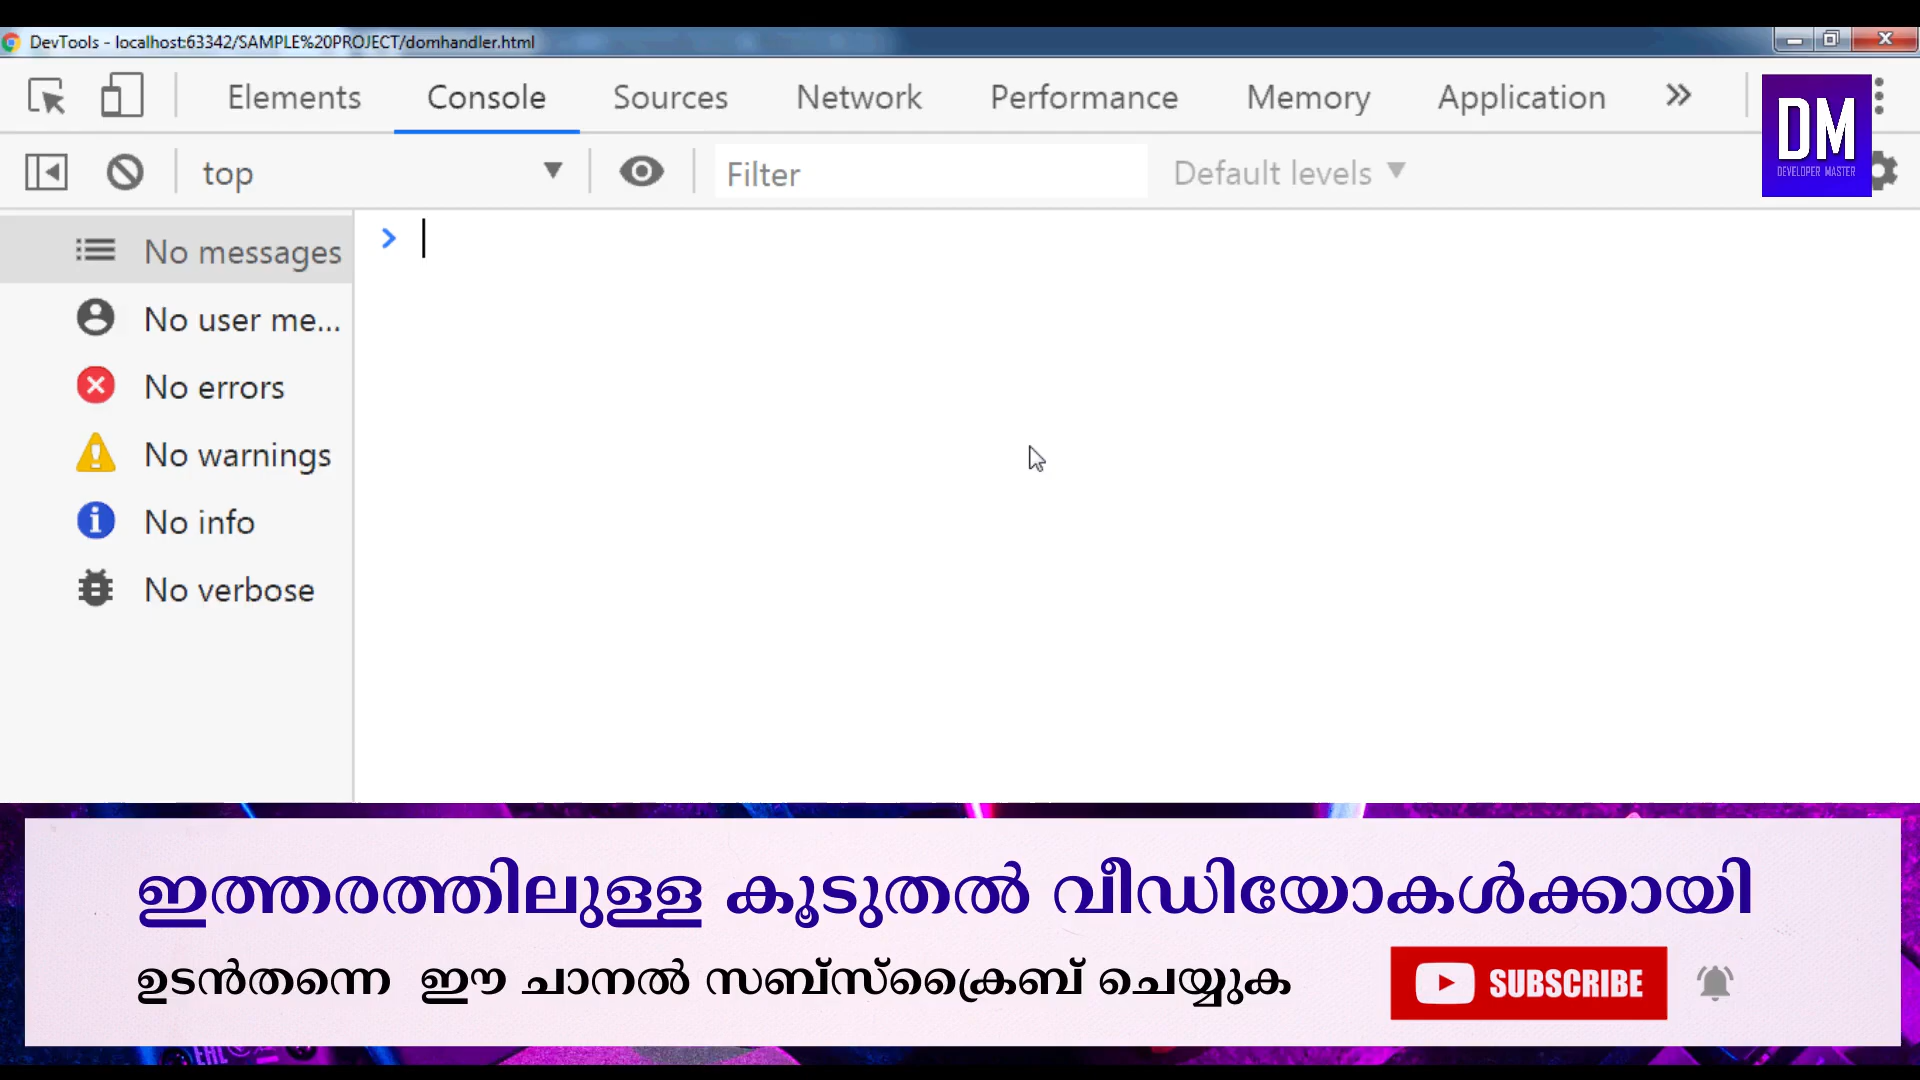 DevTools - localhost:63342/SAMPLE%20PROJECT/domhandler.html
Elements Console Sources Network Performance Memory Application
DM
DEVELOPER MASTER
top Filter Default levels
No messages
No user me...
No errors
No warnings
No info
No verbose
ഇത്തരത്തിലുള്ള കൂടുതൽ വീഡിയോകൾക്കായി
ഉടൻതന്നെ ഈ ചാനൽ സബ്സ്ക്രൈബ് ചെയ്യുക
SUBSCRIBE